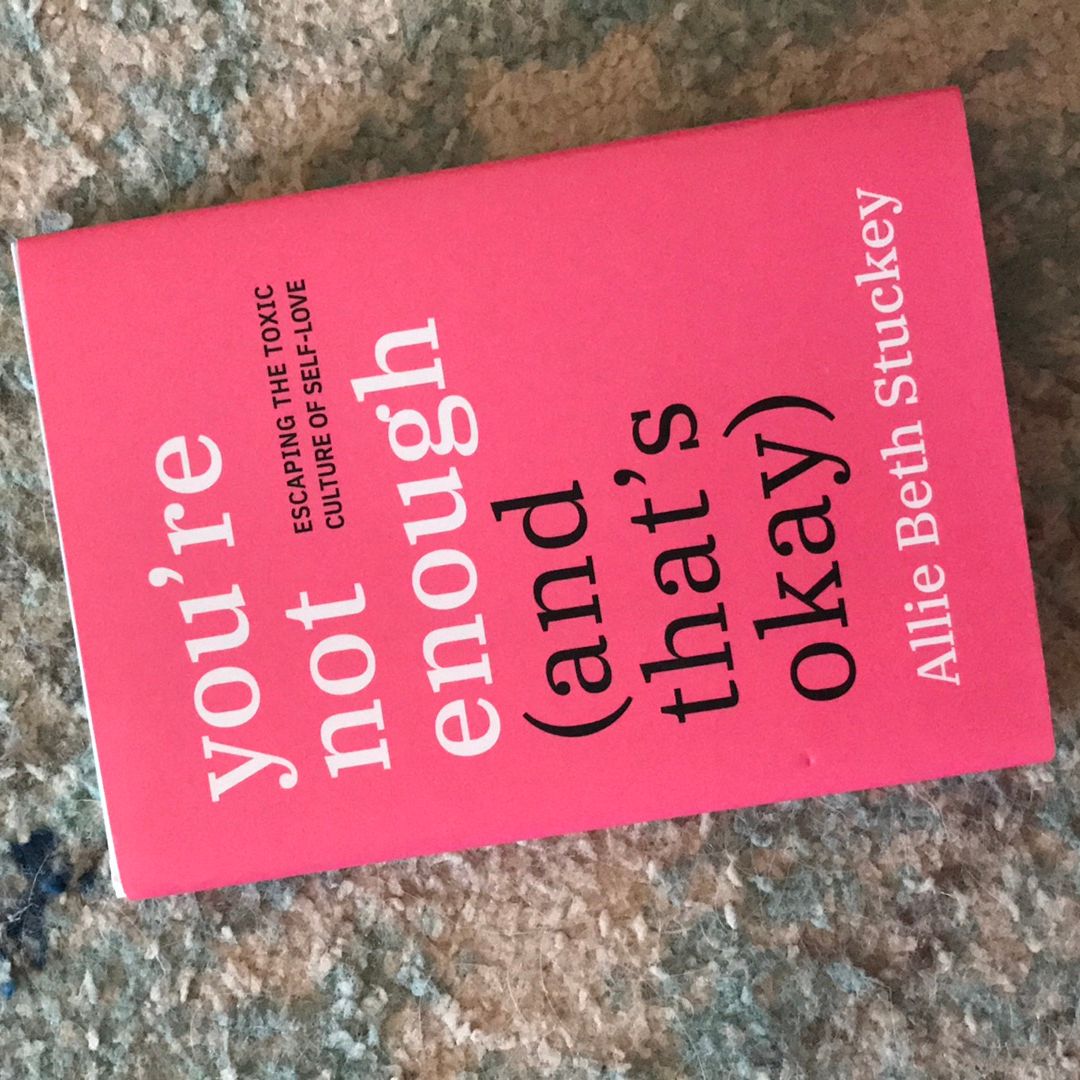 you're
ESCAPING THE TOXIC
CULTURE OF SELF-LOVE
not
enough
(and
that's
okay)
Allie Beth Stuckey